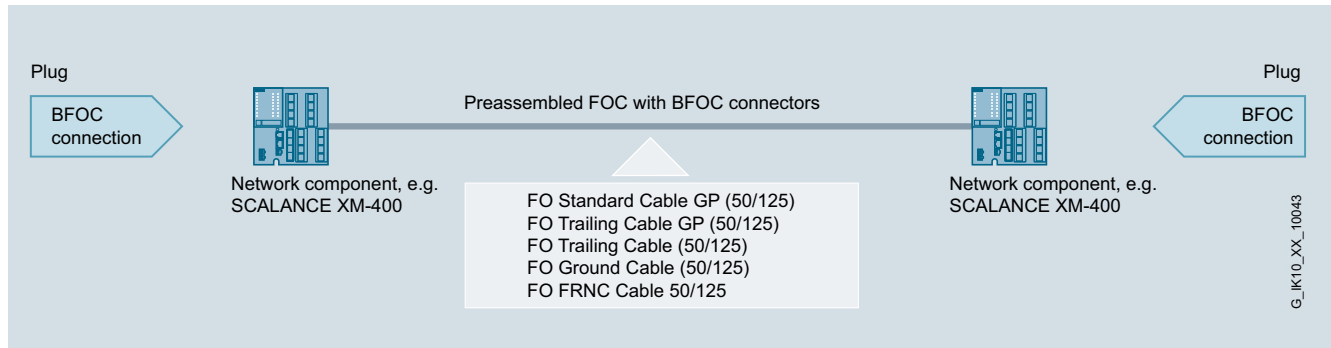 Plug
BFOC
connection
Network component, e.g.
SCALANCE XM-400
Preassembled FOC with BFOC connectors
FO Standard Cable GP (50/125)
FO Trailing Cable GP (50/125)
FO Trailing Cable (50/125)
FO Ground Cable (50/125)
FO FRNC Cable 50/125
Network component, e.g.
SCALANCE XM-400
Plug
BFOC
connection
G_IK10_XX_10043